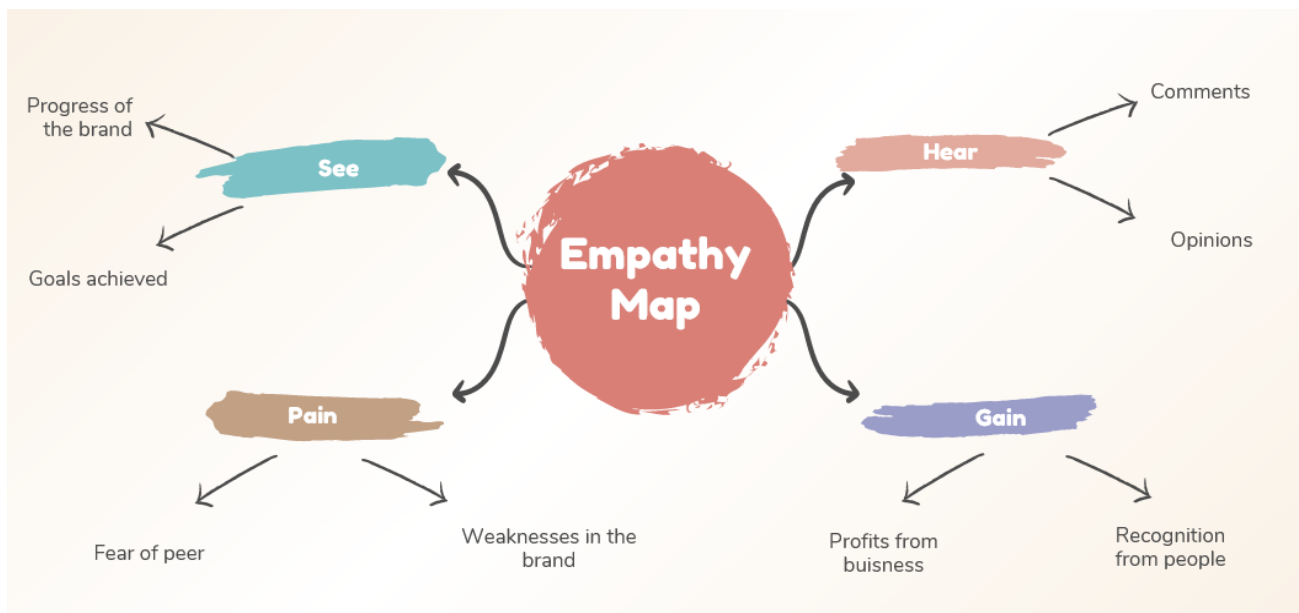 Progress of
the brand
See
Goals achieved
Empathy
Map
Hear
Comments
Opinions
Pain
Fear of peer
Weaknesses in the
brand
Gain
Profits from
buisness
Recognition
from people